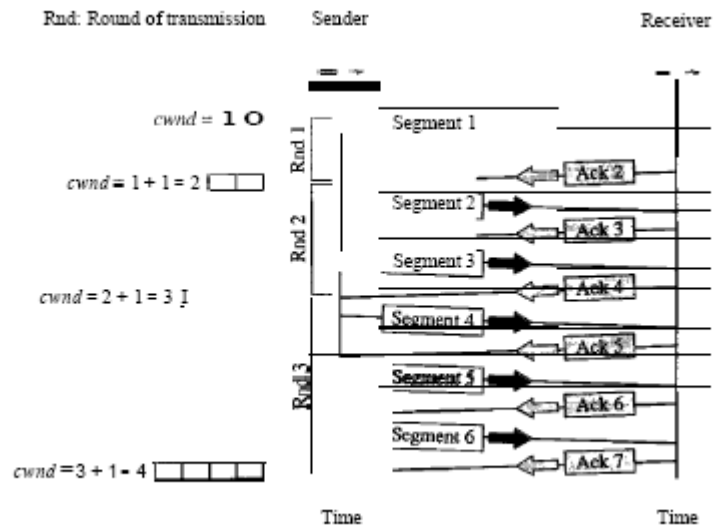 Rnd: Round of transmission Sender Receiver
cwnd = 1 0
Rnd 1
Segment 1
Ack 2
cwnd = 1 + 1 = 2
Rnd 2
Segment 2
Ack 3
Segment 3
Ack 4
cwnd = 2 + 1 = 3
Segment 4
Ack 5
Rnd 3
Segment 5
Ack 6
Segment 6
cwnd = 3 + 1 - 4
Ack 7
Time Time